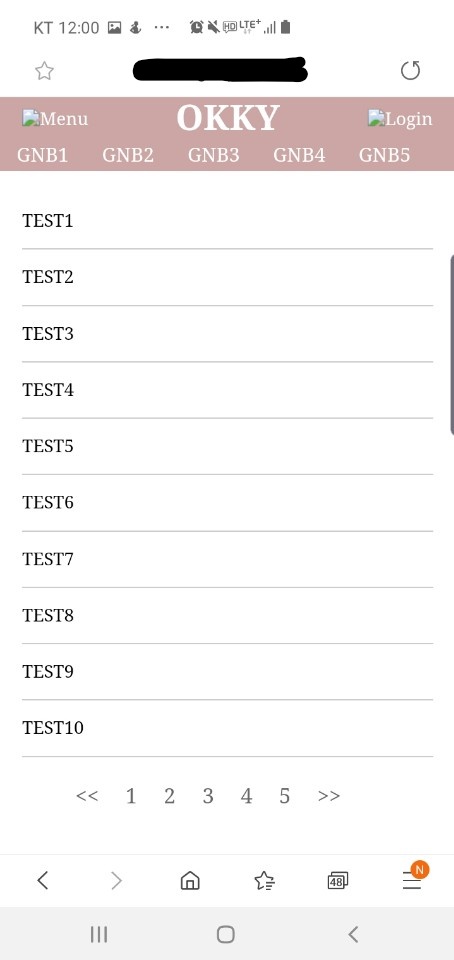 KT 12:00 HD LTE+
Menu OKKY Login
GNB1 GNB2 GNB3 GNB4 GNB5
TEST1
TEST2
TEST3
TEST4
TEST5
TEST6
TEST7
TEST8
TEST9
TEST10
<< 1 2 3 4 5 >>
48 N